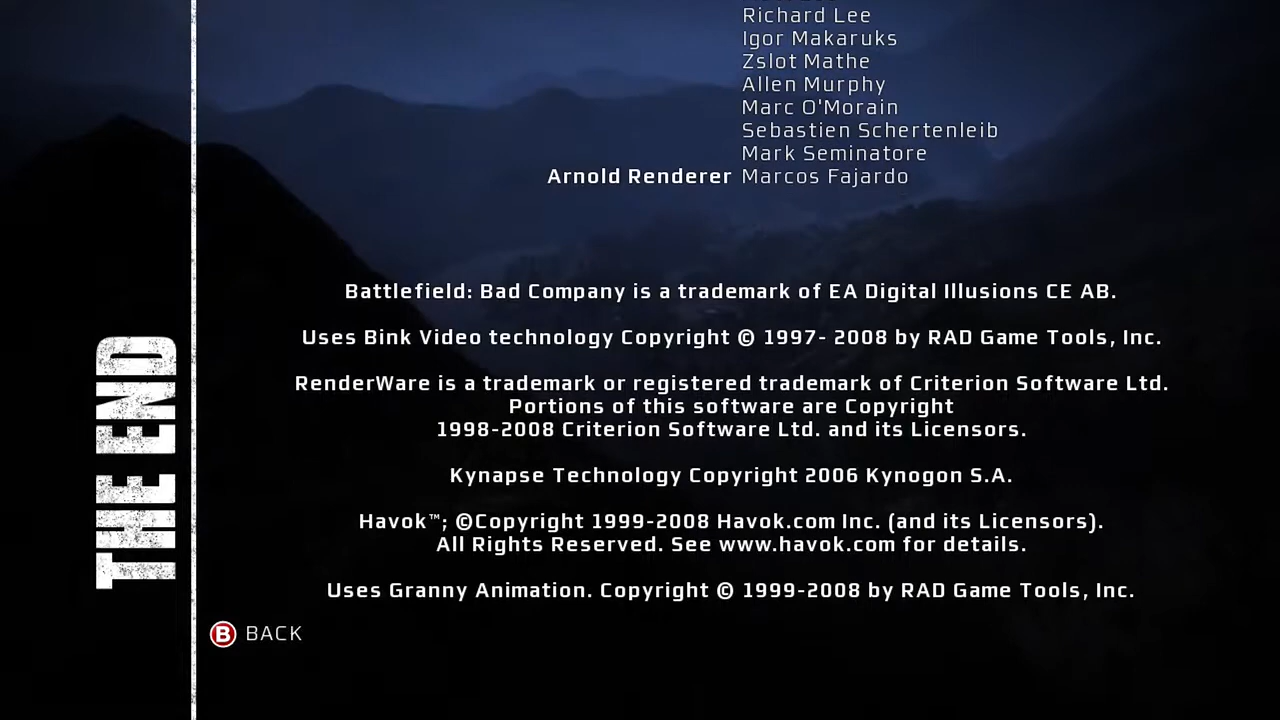 Richard Lee
Igor Makaruks
Zslot Mathe
Allen Murphy
Marc O'Morain
Sebastien Schertenleib
Mark Seminatore
Arnold Renderer Marcos Fajardo
Battlefield: Bad Company is a trademark of EA Digital Illusions CE AB.
Uses Bink Video technology Copyright © 1997- 2008 by RAD Game Tools, Inc.
RenderWare is a trademark or registered trademark of Criterion Software Ltd.
Portions of this software are Copyright
1998-2008 Criterion Software Ltd. and its Licensors.
Kynapse Technology Copyright 2006 Kynogon S.A.
Havok™; ©Copyright 1999-2008 Havok.com Inc. (and its Licensors).
All Rights Reserved. See www.havok.com for details.
Uses Granny Animation. Copyright © 1999-2008 by RAD Game Tools, Inc.
THE END
B BACK